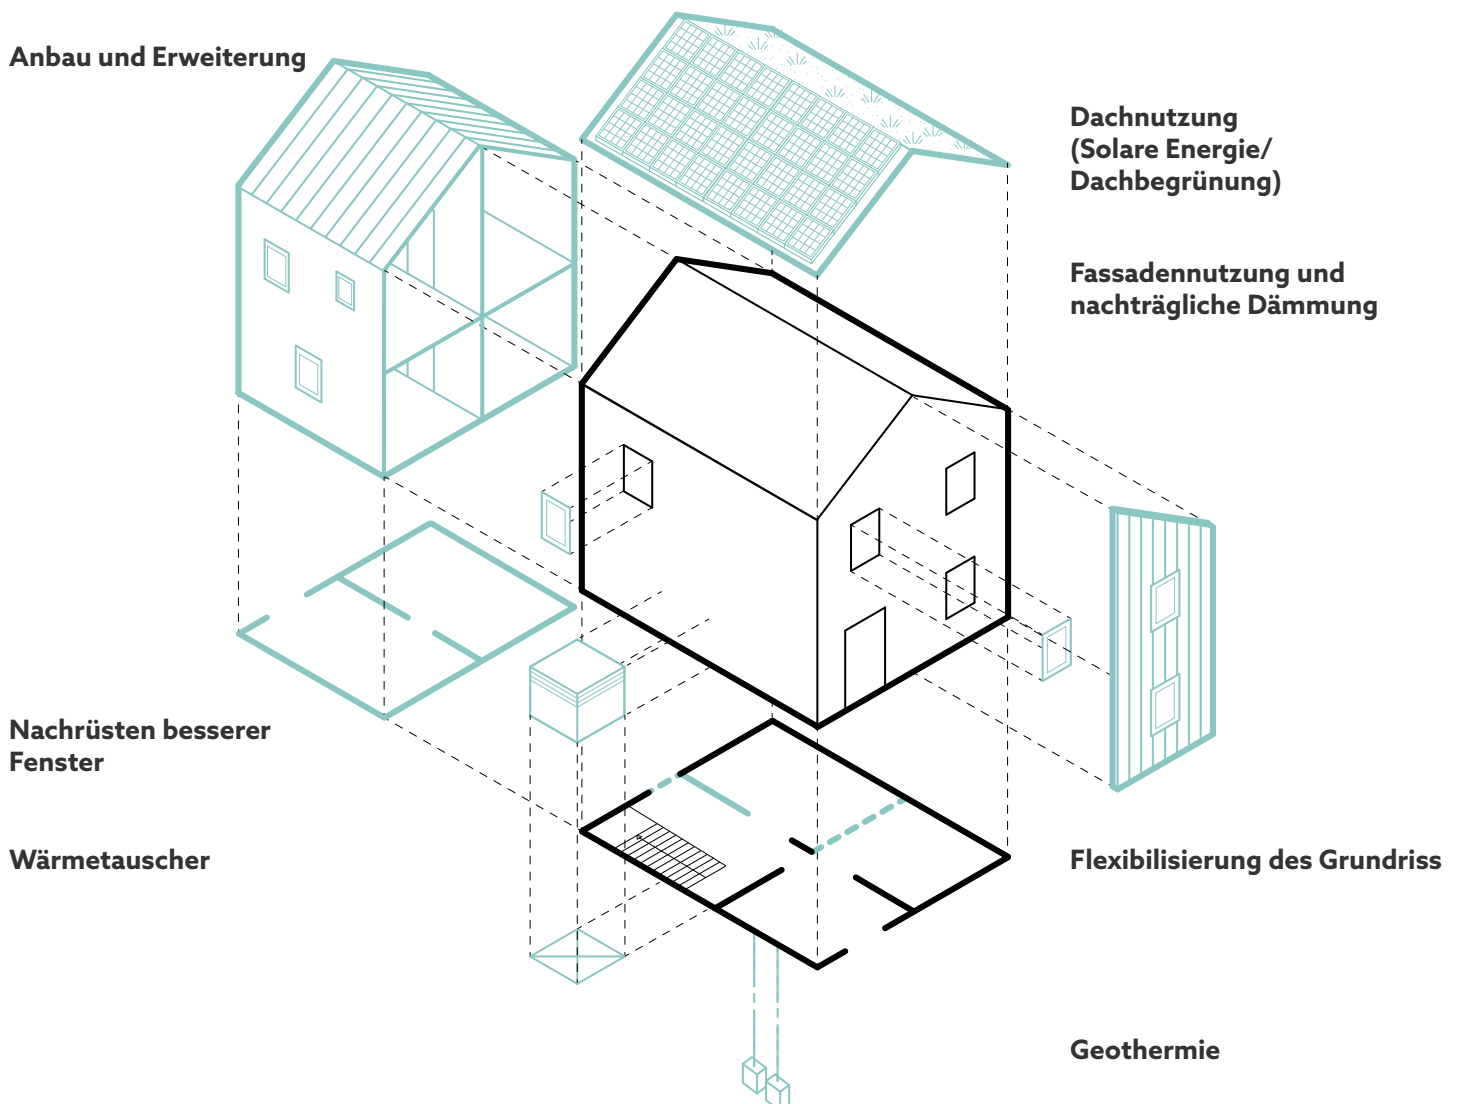 Anbau und Erweiterung
Dachnutzung
(Solare Energie/
Dachbegrünung)
Fassadennutzung und
nachträgliche Dämmung
Nachrüsten besserer
Fenster
Wärmetauscher
Flexibilisierung des Grundriss
Geothermie